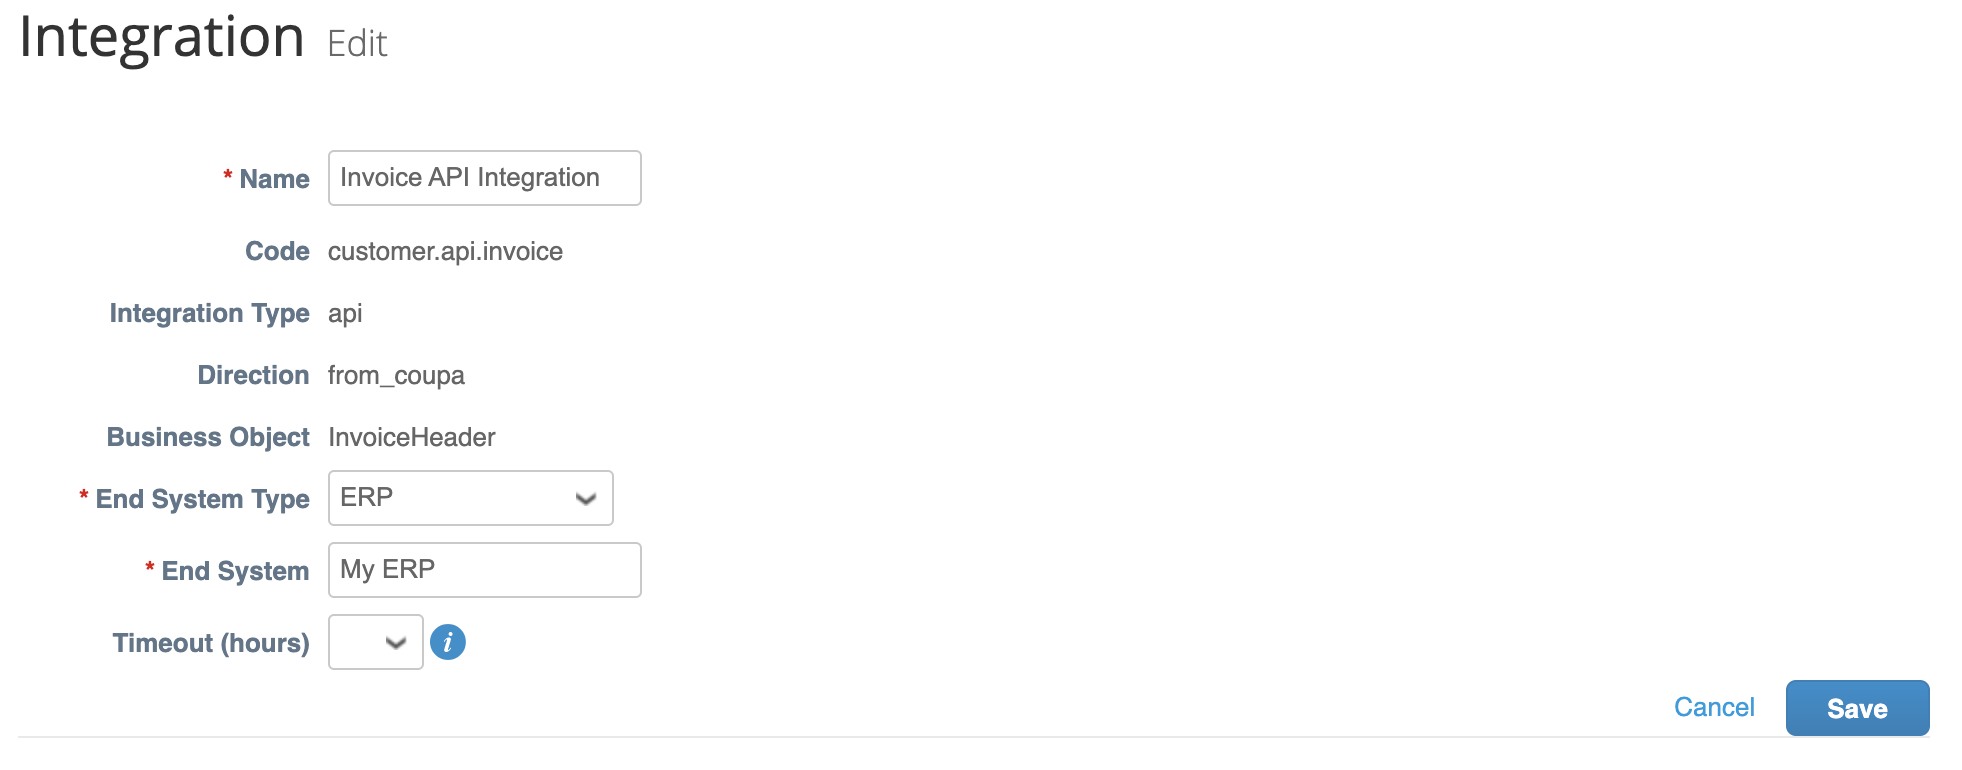 Integration Edit
* Name Invoice API Integration
Code customer.api.invoice
Integration Type api
Direction from_coupa
Business Object InvoiceHeader
* End System Type ERP
* End System My ERP
Timeout (hours) i
Cancel Save